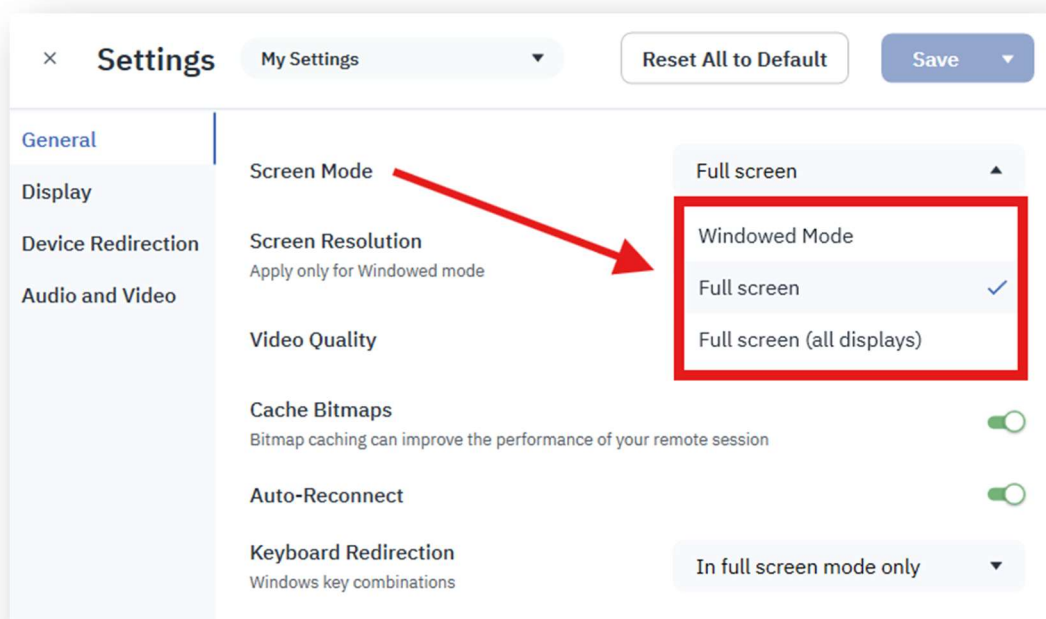 × Settings My Settings Reset All to Default Save
General
Display
Device Redirection
Audio and Video
Screen Mode Full screen
Windowed Mode
Full screen
Full screen (all displays)
Screen Resolution
Apply only for Windowed mode
Video Quality
Cache Bitmaps
Bitmap caching can improve the performance of your remote session
Auto-Reconnect
Keyboard Redirection In full screen mode only
Windows key combinations